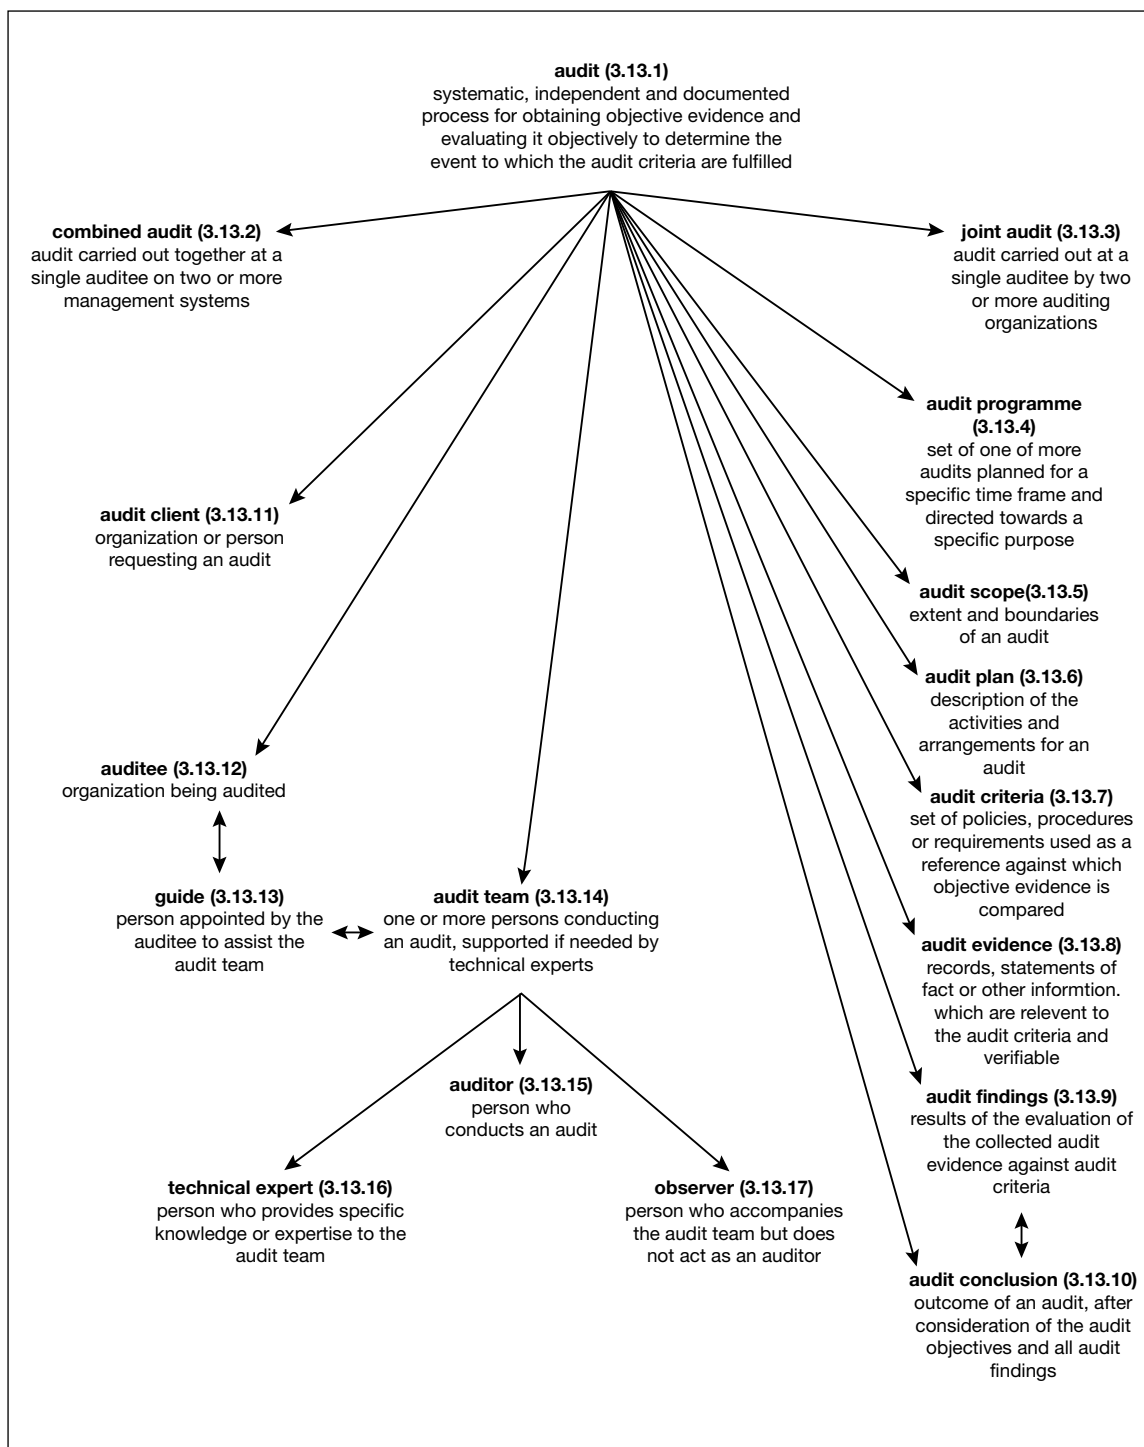 audit (3.13.1)
systematic, independent and documented
process for obtaining objective evidence and
evaluating it objectively to determine the
event to which the audit criteria are fulfilled
combined audit (3.13.2)
audit carried out together at a
single auditee on two or more
management systems
joint audit (3.13.3)
audit carried out at a
single auditee by two
or more auditing
organizations
audit programme
(3.13.4)
set of one of more
audits planned for a
specific time frame and
directed towards a
specific purpose
audit client (3.13.11)
organization or person
requesting an audit
audit scope(3.13.5)
extent and boundaries
of an audit
audit plan (3.13.6)
description of the
activities and
arrangements for an
audit
auditee (3.13.12)
organization being audited
audit criteria (3.13.7)
set of policies, procedures
or requirements used as a
reference against which
objective evidence is
compared
guide (3.13.13)
person appointed by the
auditee to assist the
audit team
audit team (3.13.14)
one or more persons conducting
an audit, supported if needed by
technical experts
audit evidence (3.13.8)
records, statements of
fact or other informtion.
which are relevent to
the audit criteria and
verifiable
auditor (3.13.15)
person who
conducts an audit
audit findings (3.13.9)
results of the evaluation of
the collected audit
evidence against audit
criteria
technical expert (3.13.16)
person who provides specific
knowledge or expertise to the
audit team
observer (3.13.17)
person who accompanies
the audit team but does
not act as an auditor
audit conclusion (3.13.10)
outcome of an audit, after
consideration of the audit
objectives and all audit
findings